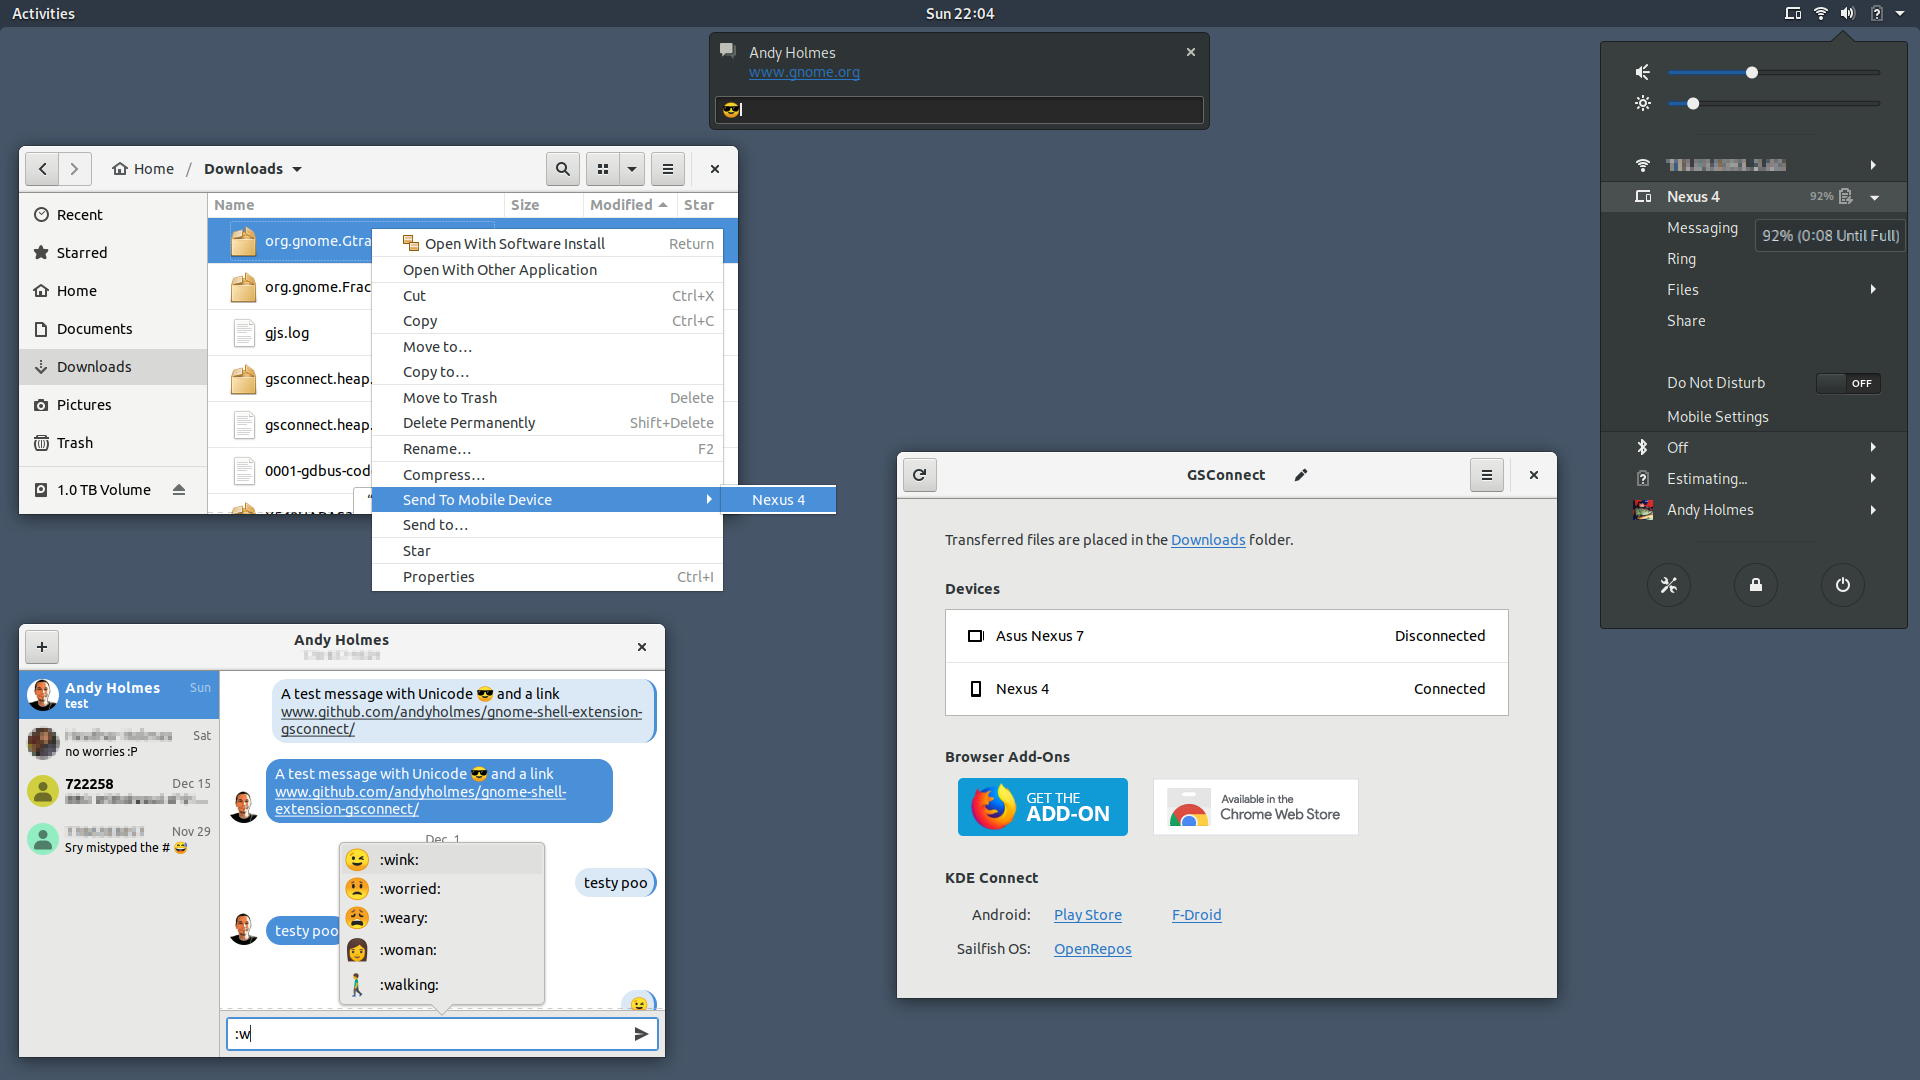 Activities
Sun 22:04
Andy Holmes
www.gnome.org
😎
Home / Downloads
Recent
Starred
Home
Documents
Downloads
Pictures
Trash
1.0 TB Volume
Name Size Modified Star
org.gnome.Gtra
org.gnome.Frac
gjs.log
gsconnect.heap.
gsconnect.heap.
0001-gdbus-cod
Open With Software Install Return
Open With Other Application
Cut Ctrl+X
Copy Ctrl+C
Move to…
Copy to…
Move to Trash Delete
Delete Permanently Shift+Delete
Rename… F2
Compress…
Send To Mobile Device
Nexus 4
Send to…
Star
Properties Ctrl+I
Andy Holmes
Andy Holmes Sun
test
Sat
no worries :P
722258 Dec 15
Nov 29
Sry mistyped the # 😅
A test message with Unicode 😎 and a link
www.github.com/andyholmes/gnome-shell-extension-
gsconnect/
A test message with Unicode 😎 and a link
www.github.com/andyholmes/gnome-shell-
extension-gsconnect/
Dec 1
testy poo
testy poo
😉 :wink:
😟 :worried:
😩 :weary:
👩 :woman:
🚶 :walking:
😉
:w
GSConnect
Transferred files are placed in the Downloads folder.
Devices
Asus Nexus 7 Disconnected
Nexus 4 Connected
Browser Add-Ons
GET THE
ADD-ON
Available in the
Chrome Web Store
KDE Connect
Android: Play Store F-Droid
Sailfish OS: OpenRepos
Nexus 4 92%
Messaging
92% (0:08 Until Full)
Ring
Files
Share
Do Not Disturb OFF
Mobile Settings
Off
Estimating…
Andy Holmes